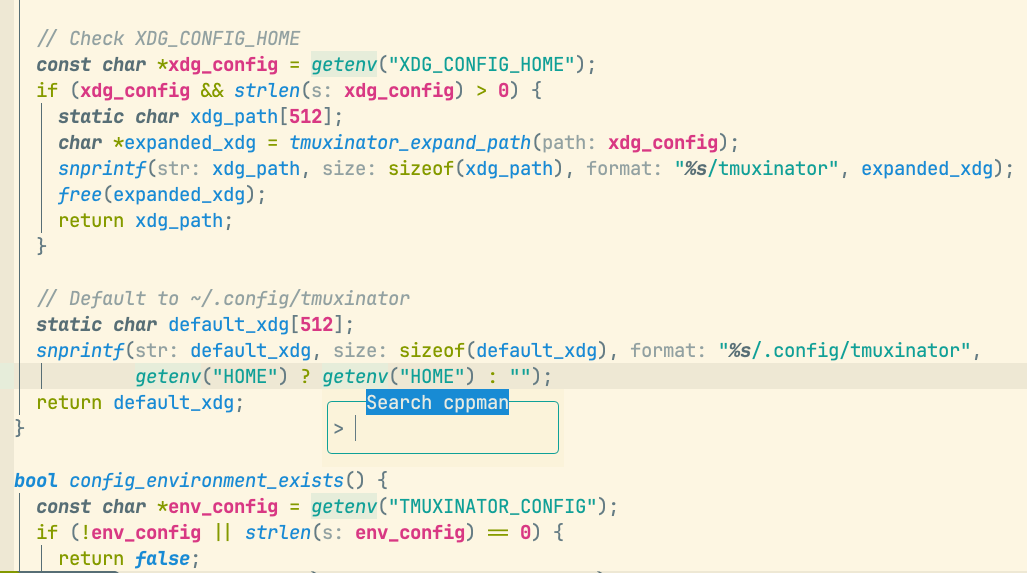 // Check XDG_CONFIG_HOME
const char *xdg_config = getenv("XDG_CONFIG_HOME");
if (xdg_config && strlen(s: xdg_config) > 0) {
static char xdg_path[512];
char *expanded_xdg = tmuxinator_expand_path(path: xdg_config);
snprintf(str: xdg_path, size: sizeof(xdg_path), format: "%s/tmuxinator", expanded_xdg);
free(expanded_xdg);
return xdg_path;
}
// Default to ~/.config/tmuxinator
static char default_xdg[512];
snprintf(str: default_xdg, size: sizeof(default_xdg), format: "%s/.config/tmuxinator",
getenv("HOME") ? getenv("HOME") : "");
return default_xdg;
Search cppman
}
>
bool config_environment_exists() {
const char *env_config = getenv("TMUXINATOR_CONFIG");
if (!env_config || strlen(s: env_config) == 0) {
return false;